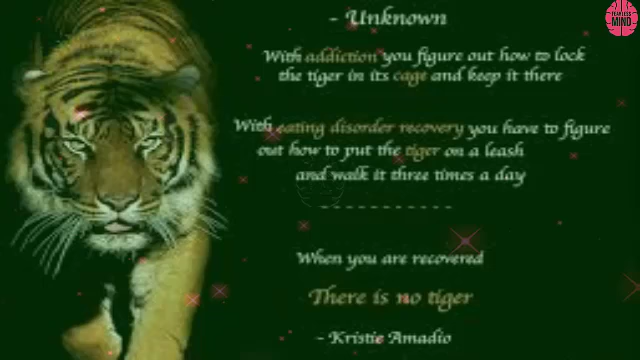 FEARLESS
MIND
~ Unknown
With addiction you figure out how to lock
the tiger in its cage and keep it there
With eating disorder recovery you have to figure
out how to put the tiger on a leash
and walk it three times a day
- - - - - - - - - - - -
When you are recovered
There is no tiger
~ Kristie Amadio